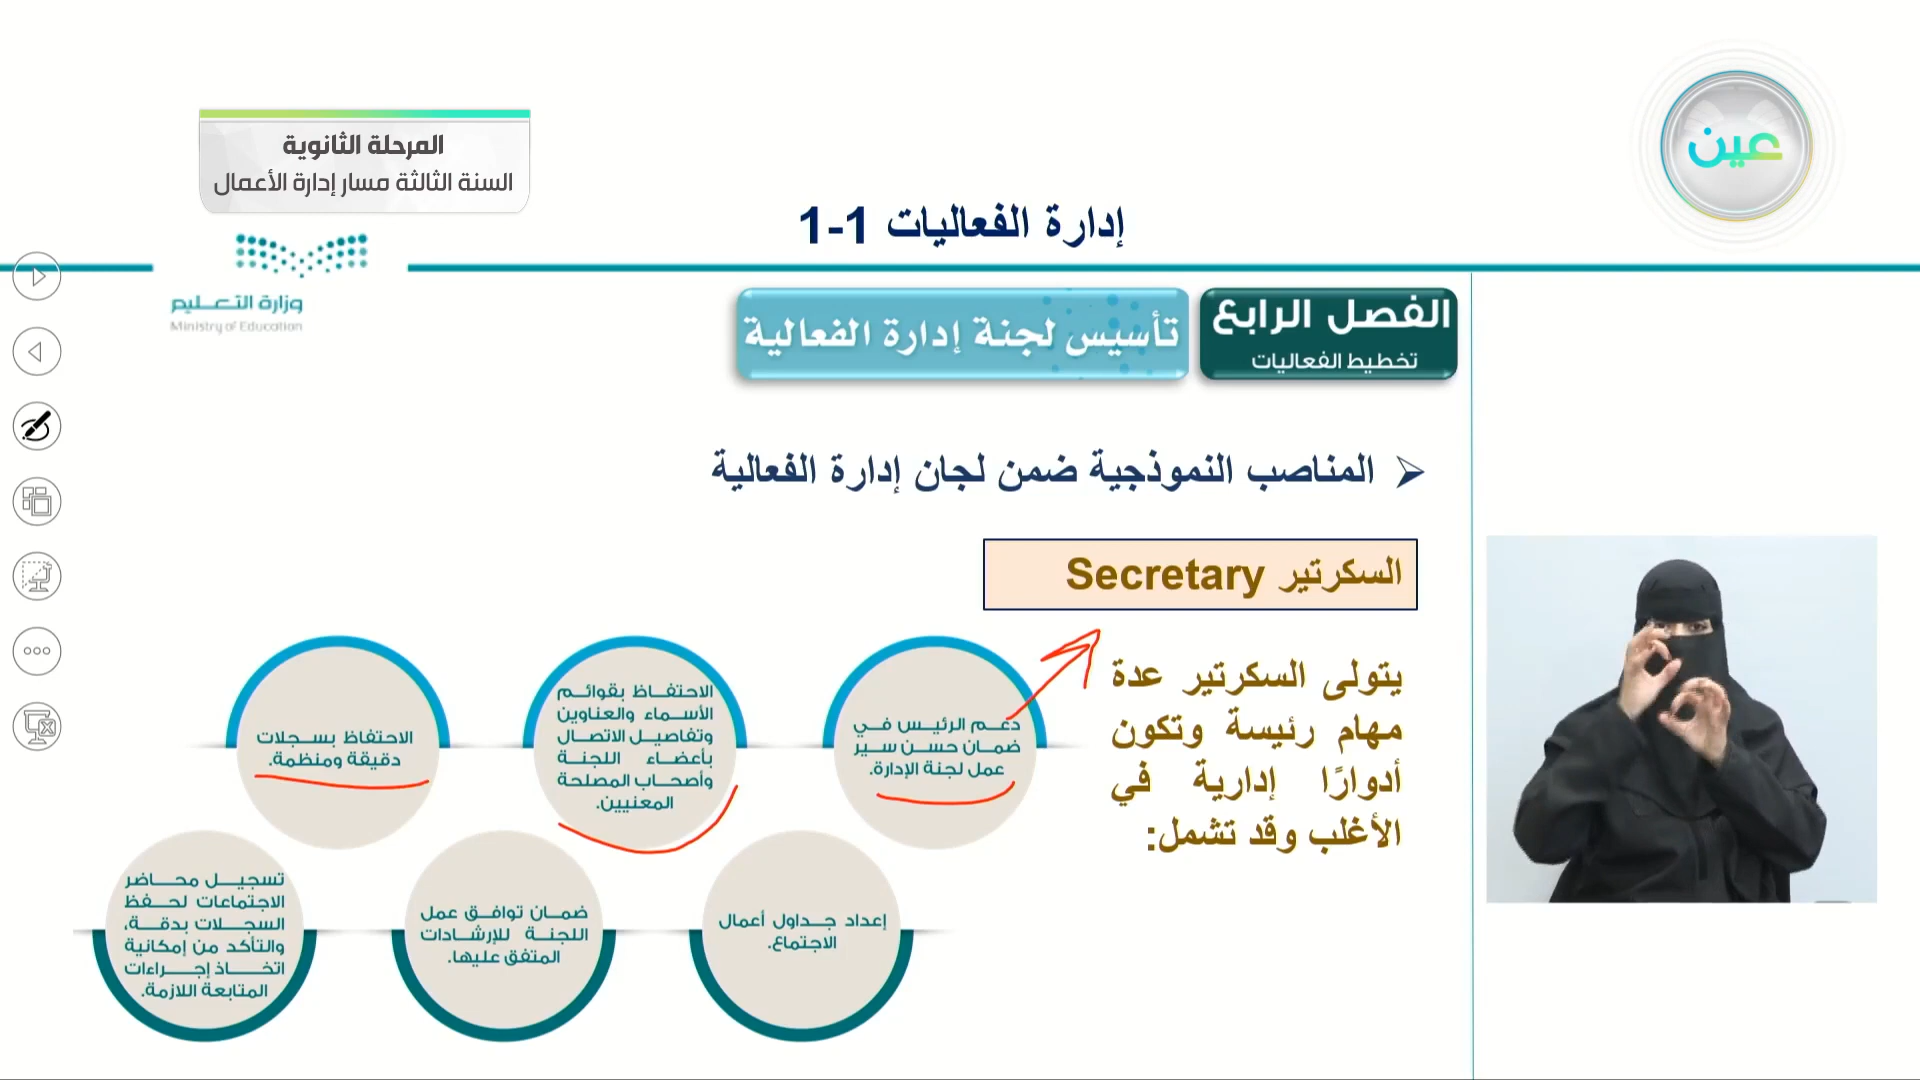 عين
المرحلة الثانوية
السنة الثالثة مسار إدارة الأعمال
إدارة الفعاليات 1-1
وزارة التعليم
Ministry of Education
الفصل الرابع
تخطيط الفعاليات
تأسيس لجنة إدارة الفعالية
المناصب النموذجية ضمن لجان إدارة الفعالية
السكرتير Secretary
يتولى السكرتير عدة
مهام رئيسة وتكون
أدوارًا إدارية في
الأغلب وقد تشمل:
دعم الرئيس في
ضمان حسن سير
عمل لجنة الإدارة.
الاحتفاظ بقوائم
الأسماء والعناوين
وتفاصيل الاتصال
بأعضاء اللجنة
وأصحاب المصلحة
المعنيين.
الاحتفاظ بسجلات
دقيقة ومنظمة.
إعداد جداول أعمال
الاجتماع.
ضمان توافق عمل
اللجنة للإرشادات
المتفق عليها.
تسجيل محاضر
الاجتماعات لحفظ
السجلات بدقة،
والتأكد من إمكانية
اتخاذ إجراءات
المتابعة اللازمة.